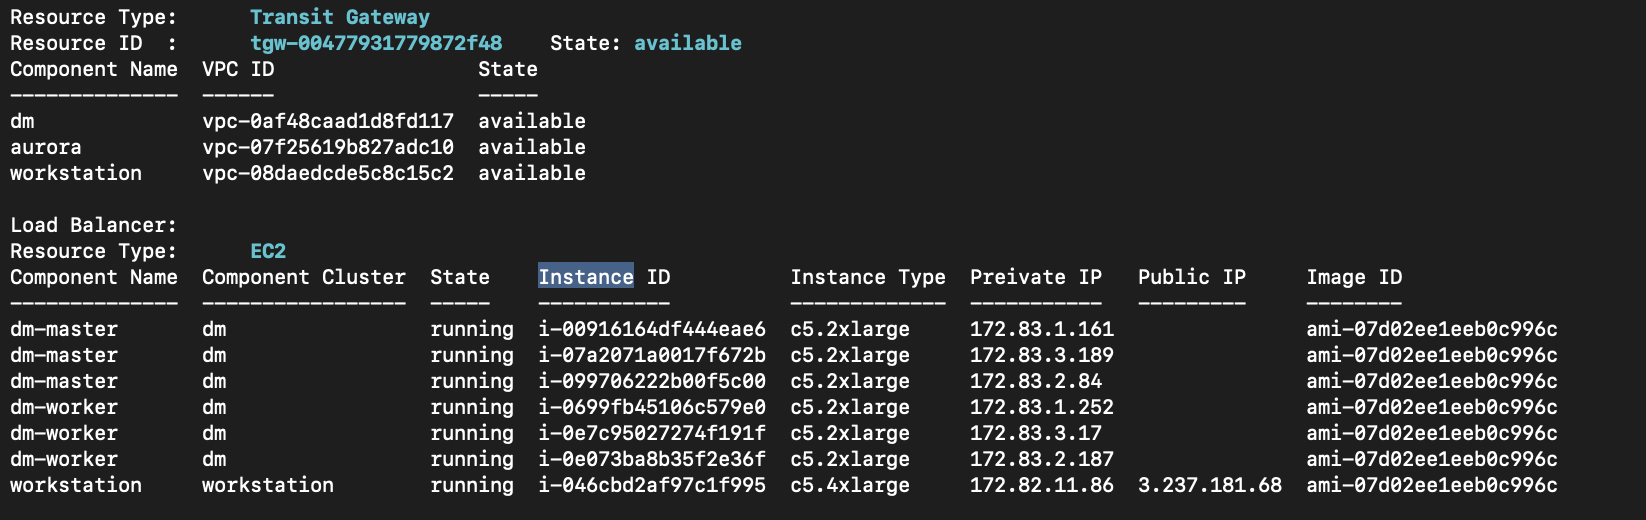 Resource Type:      Transit Gateway
Resource ID  :      tgw-00477931779872f48    State: available
Component Name  VPC ID                 State
--------------  ------                 -----
dm              vpc-0af48caad1d8fd117  available
aurora          vpc-07f25619b827adc10  available
workstation     vpc-08daedcde5c8c15c2  available

Load Balancer:
Resource Type:      EC2
Component Name  Component Cluster  State    Instance ID          Instance Type  Preivate IP   Public IP     Image ID
--------------  -----------------  -----    -----------          -------------  -----------   ---------     --------
dm-master       dm                 running  i-00916164df444eae6  c5.2xlarge     172.83.1.161                ami-07d02ee1eeb0c996c
dm-master       dm                 running  i-07a2071a0017f672b  c5.2xlarge     172.83.3.189                ami-07d02ee1eeb0c996c
dm-master       dm                 running  i-099706222b00f5c00  c5.2xlarge     172.83.2.84                 ami-07d02ee1eeb0c996c
dm-worker       dm                 running  i-0699fb45106c579e0  c5.2xlarge     172.83.1.252                ami-07d02ee1eeb0c996c
dm-worker       dm                 running  i-0e7c95027274f191f  c5.2xlarge     172.83.3.17                 ami-07d02ee1eeb0c996c
dm-worker       dm                 running  i-0e073ba8b35f2e36f  c5.2xlarge     172.83.2.187                ami-07d02ee1eeb0c996c
workstation     workstation        running  i-046cbd2af97c1f995  c5.4xlarge     172.82.11.86  3.237.181.68  ami-07d02ee1eeb0c996c